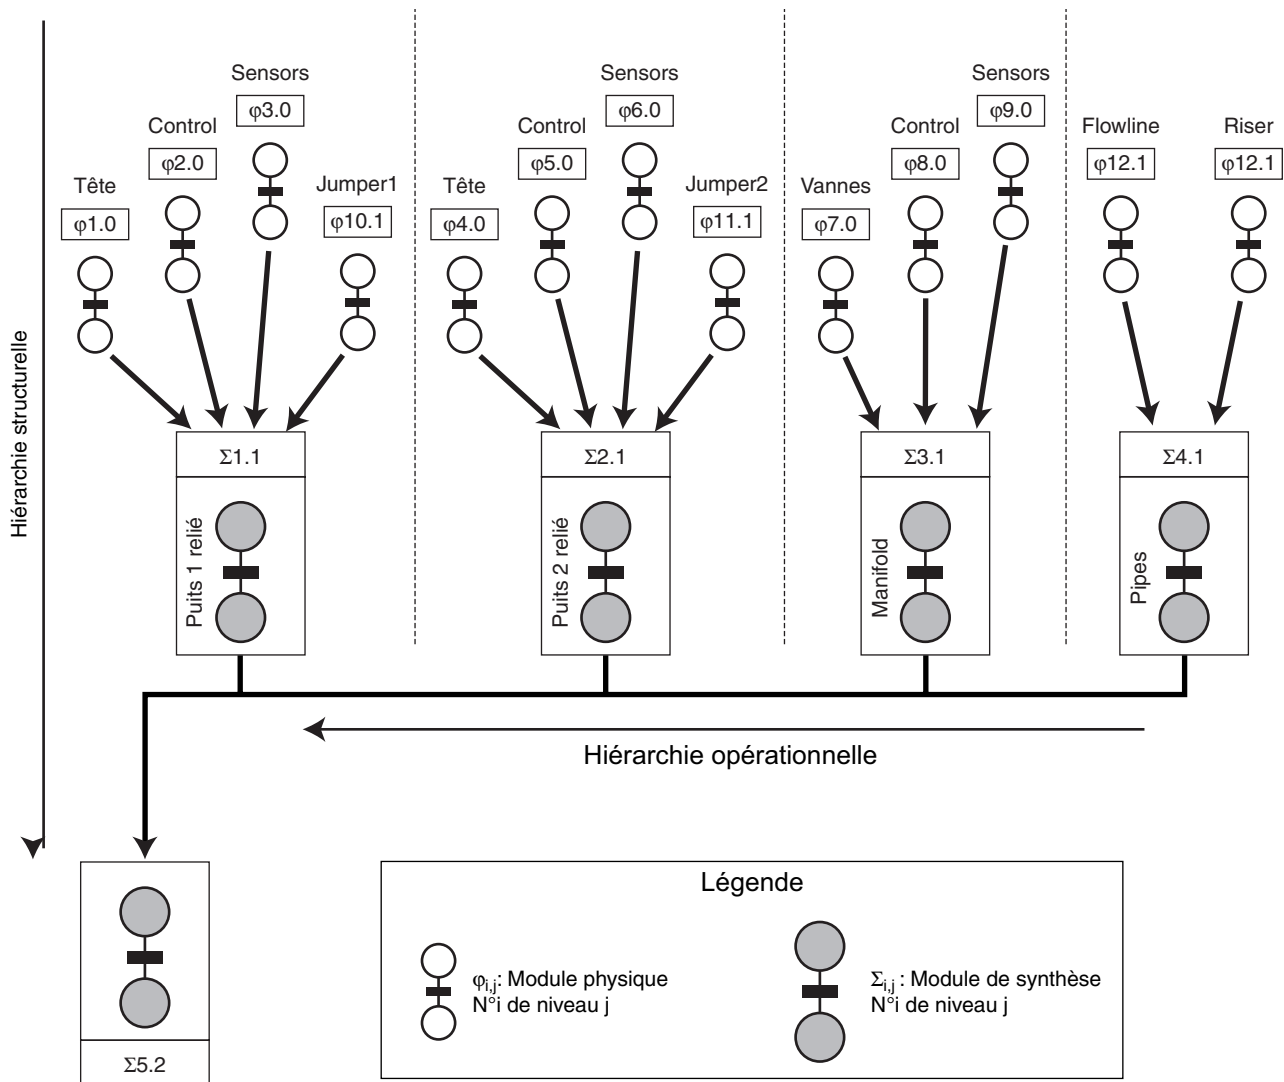 Hiérarchie structurelle
Tête
φ1.0
Control
φ2.0
Sensors
φ3.0
Jumper1
φ10.1
Tête
φ4.0
Control
φ5.0
Sensors
φ6.0
Jumper2
φ11.1
Vannes
φ7.0
Control
φ8.0
Sensors
φ9.0
Flowline
φ12.1
Riser
φ12.1
Σ1.1
Puits 1 relié
Σ2.1
Puits 2 relié
Σ3.1
Manifold
Σ4.1
Pipes
Hiérarchie opérationnelle
Σ5.2
Légende
φi,j: Module physique
N°i de niveau j
Σi,j : Module de synthèse
N°i de niveau j